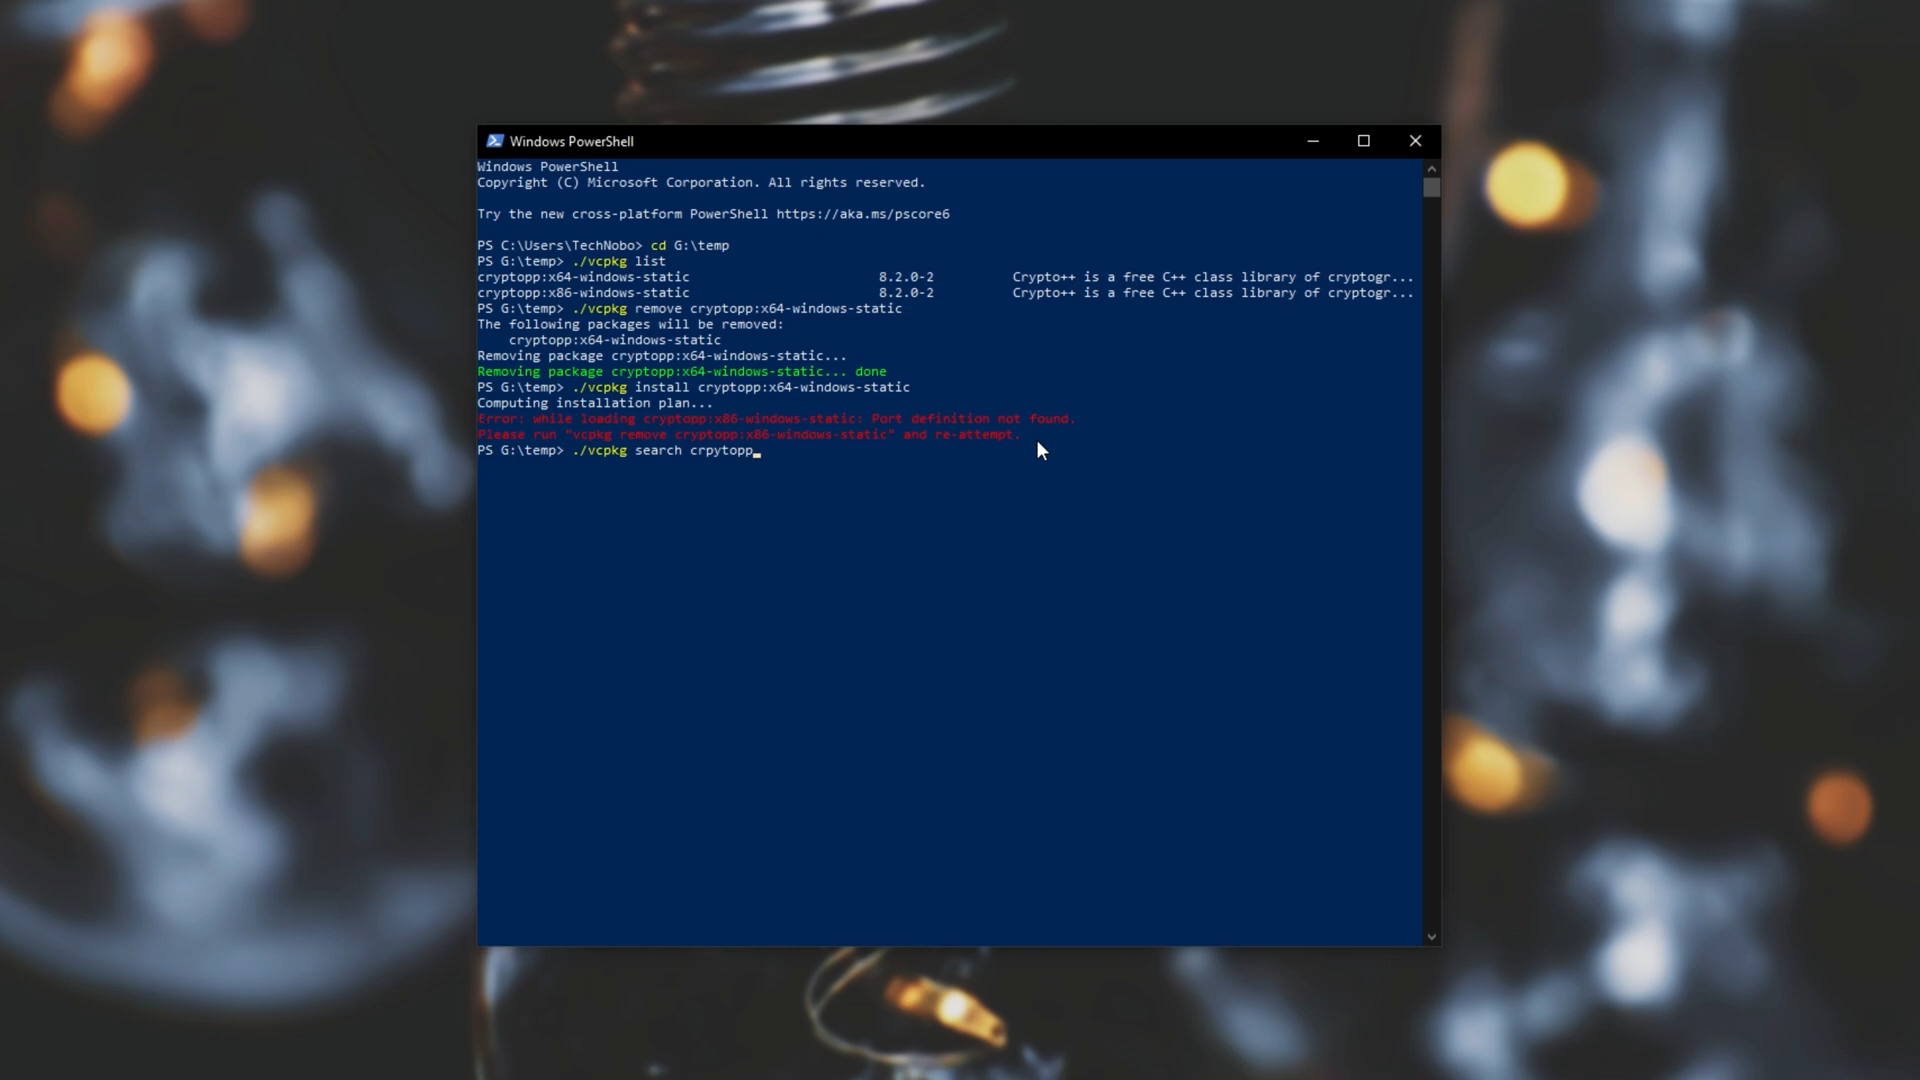 Windows PowerShell
Windows PowerShell
Copyright (C) Microsoft Corporation. All rights reserved.
Try the new cross-platform PowerShell https://aka.ms/pscore6
PS C:\Users\TechNobo> cd G:\temp
PS G:\temp> ./vcpkg list
cryptopp:x64-windows-static 8.2.0-2 Crypto++ is a free C++ class library of cryptogr...
cryptopp:x86-windows-static 8.2.0-2 Crypto++ is a free C++ class library of cryptogr...
PS G:\temp> ./vcpkg remove cryptopp:x64-windows-static
The following packages will be removed:
cryptopp:x64-windows-static
Removing package cryptopp:x64-windows-static...
Removing package cryptopp:x64-windows-static... done
PS G:\temp> ./vcpkg install cryptopp:x64-windows-static
Computing installation plan...
Error: while loading cryptopp:x86-windows-static: Port definition not found.
Please run "vcpkg remove cryptopp:x86-windows-static" and re-attempt.
PS G:\temp> ./vcpkg search crpytopp